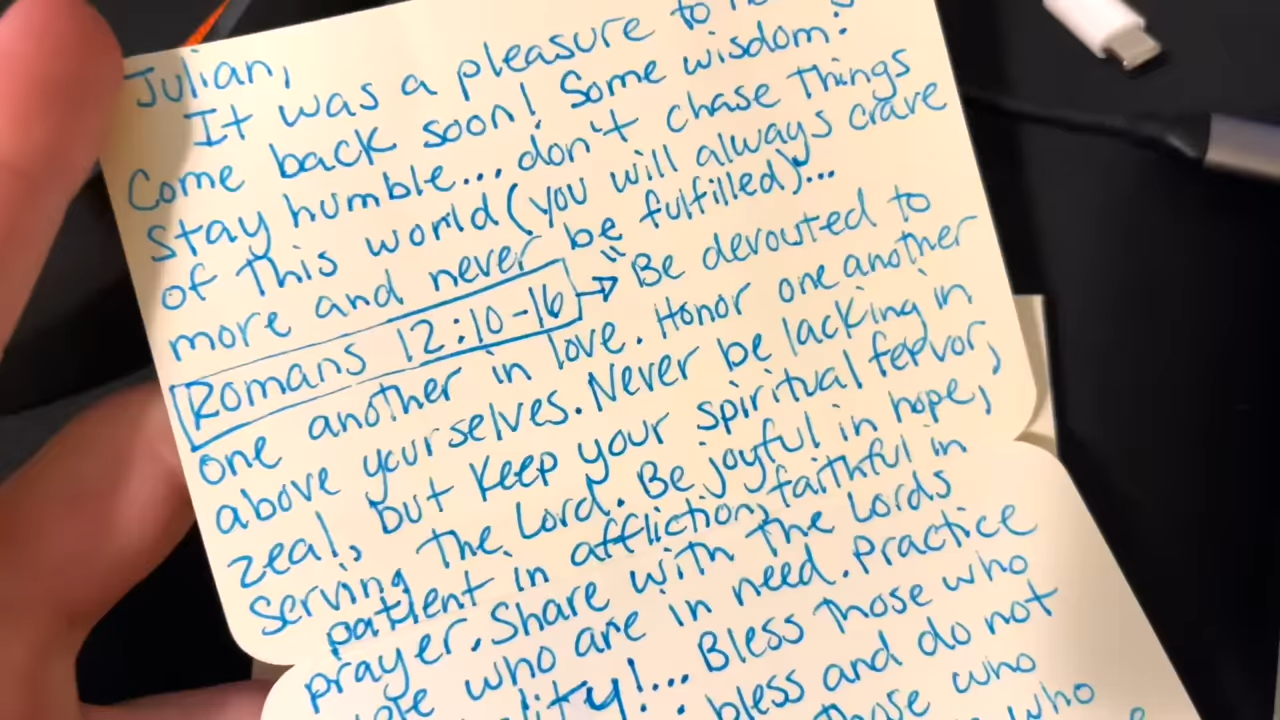 Julian,
It was a pleasure to
Come back soon! Some wisdom:
Stay humble... don't chase things
of this world (you will always crave
more and never be fulfilled)...
Romans 12:10-16 → "Be devouted to
one another in love. Honor one another
above yourselves. Never be lacking in
zeal, but keep your spiritual fervor,
serving the Lord. Be joyful in hope,
patient in affliction, faithful in
prayer. Share with the Lords
who are in need. Practice
!... Bless those who
bless and do not
those who
who